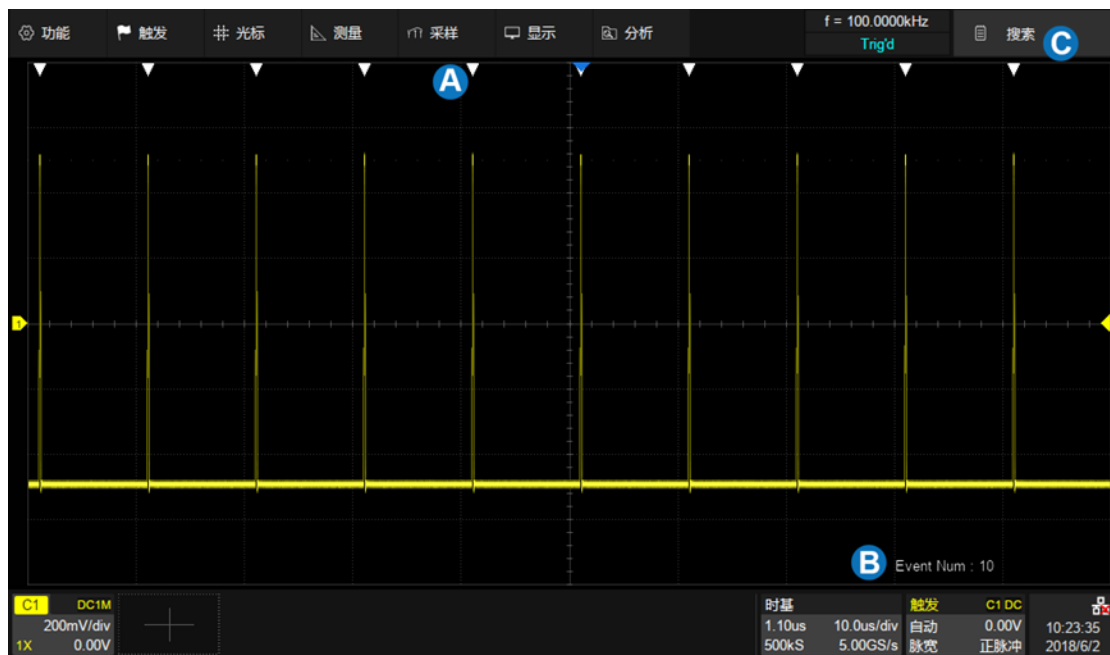 功能 触发 光标 测量 采样 显示 分析 f = 100.0000kHz 搜索
Trig'd
A
C
1
B Event Num : 10
C1 DC1M 时基 触发 C1 DC
200mV/div 1.10us 10.0us/div 自动 0.00V 10:23:35
1X 0.00V 500kS 5.00GS/s 脉宽 正脉冲 2018/6/2